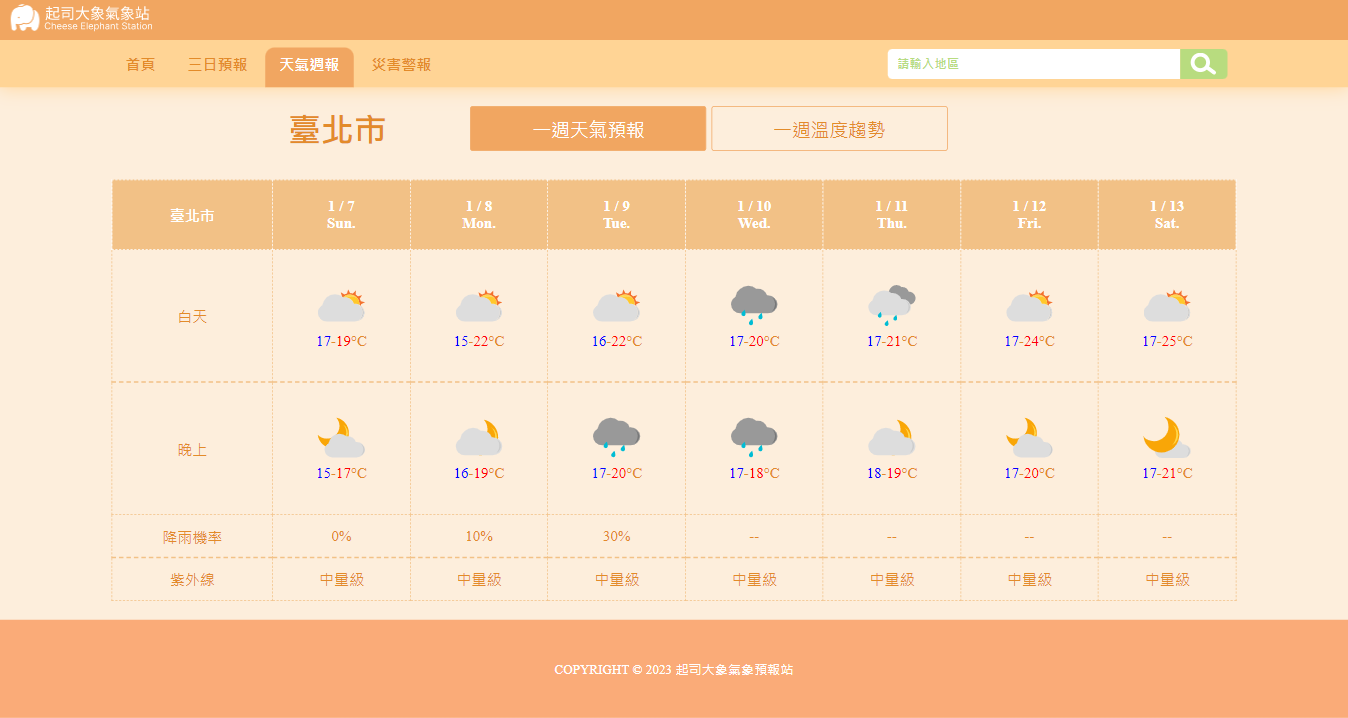 起司大象氣象站
Cheese Elephant Station
首頁 三日預報 天氣週報 災害警報 請輸入地區
臺北市 一週天氣預報 一週溫度趨勢
臺北市 1 / 7 Sun. 1 / 8 Mon. 1 / 9 Tue. 1 / 10 Wed. 1 / 11 Thu. 1 / 12 Fri. 1 / 13 Sat.
白天 17-19°C 15-22°C 16-22°C 17-20°C 17-21°C 17-24°C 17-25°C
晚上 15-17°C 16-19°C 17-20°C 17-18°C 18-19°C 17-20°C 17-21°C
降雨機率 0% 10% 30% -- -- -- --
紫外線 中量級 中量級 中量級 中量級 中量級 中量級 中量級
COPYRIGHT © 2023 起司大象氣象預報站